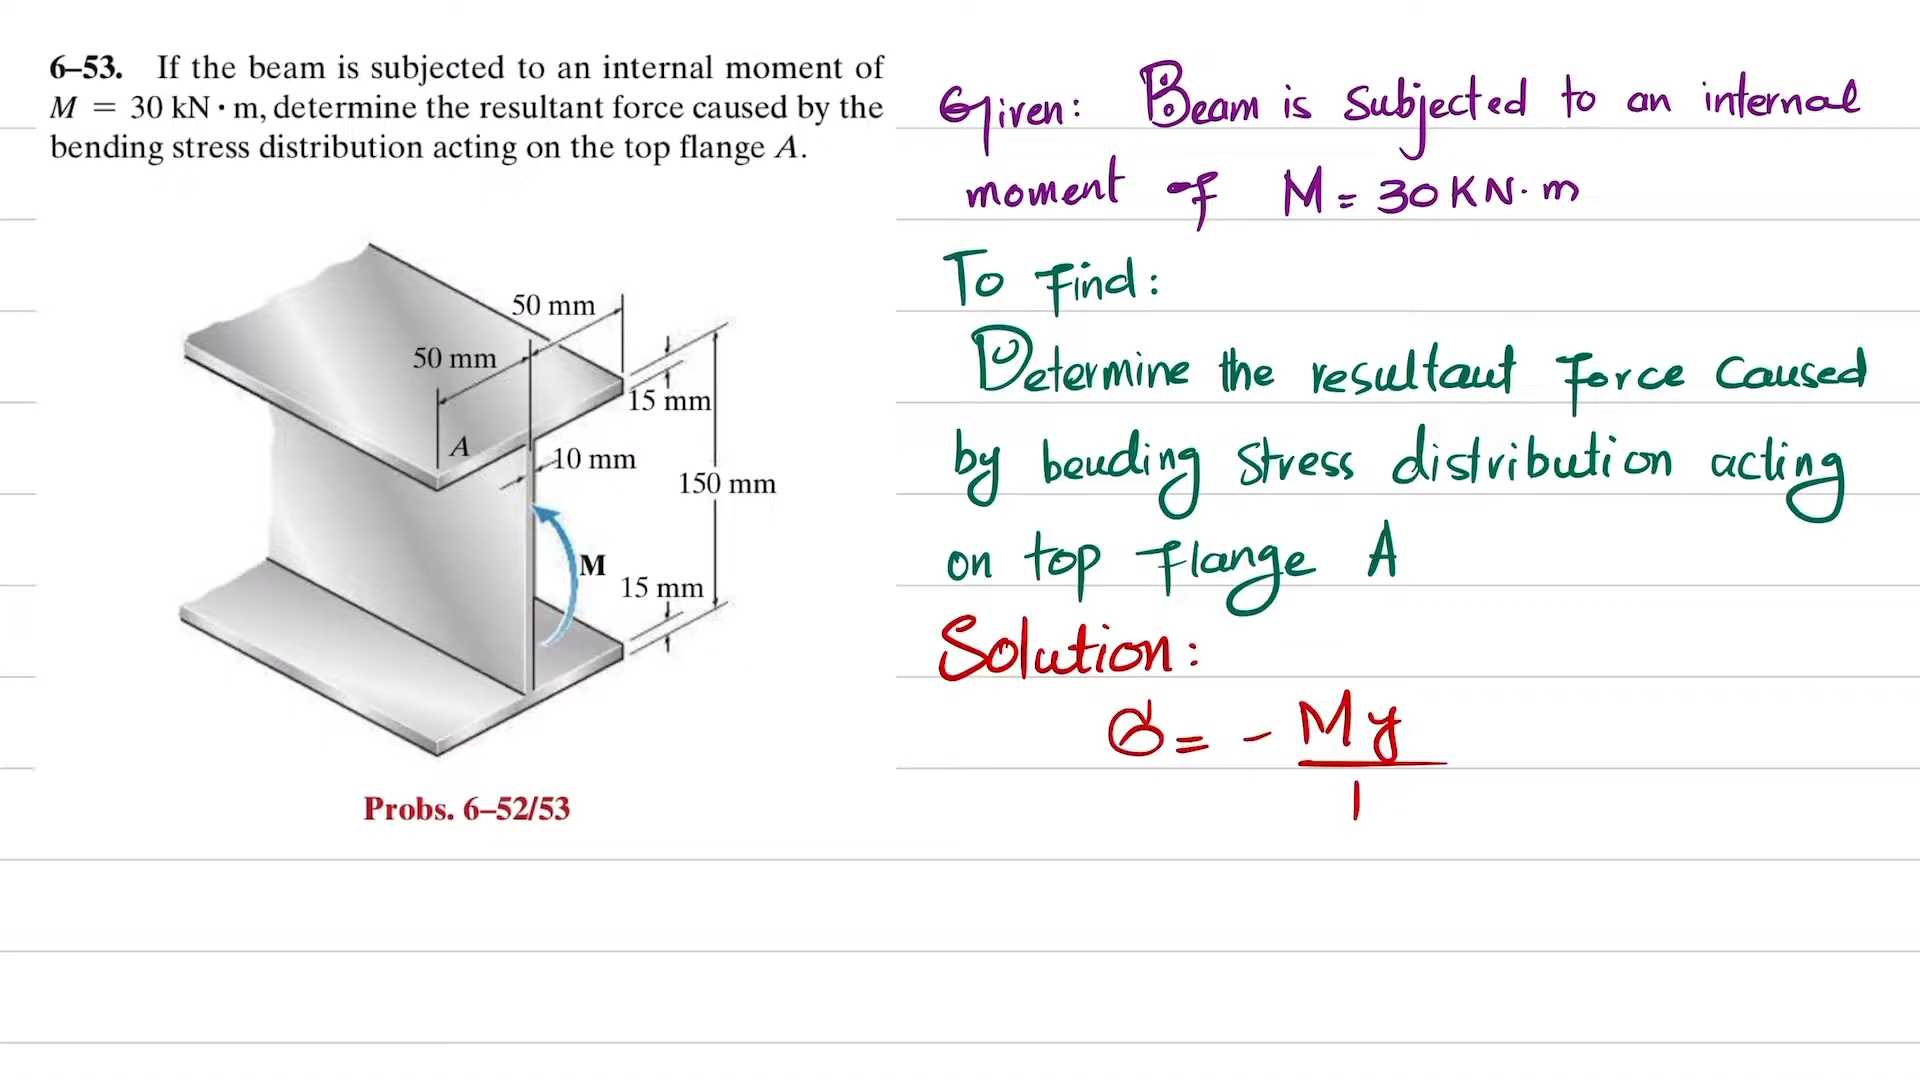 6–53. If the beam is subjected to an internal moment of
M = 30 kN · m, determine the resultant force caused by the
bending stress distribution acting on the top flange A.
50 mm
50 mm
15 mm
A
10 mm
150 mm
M
15 mm
Probs. 6–52/53
Given: Beam is subjected to an internal
moment of M = 30 KN·m
To Find:
Determine the resultant Force Caused
by bending stress distribution acting
on top Flange A
Solution:
σ = - My
I